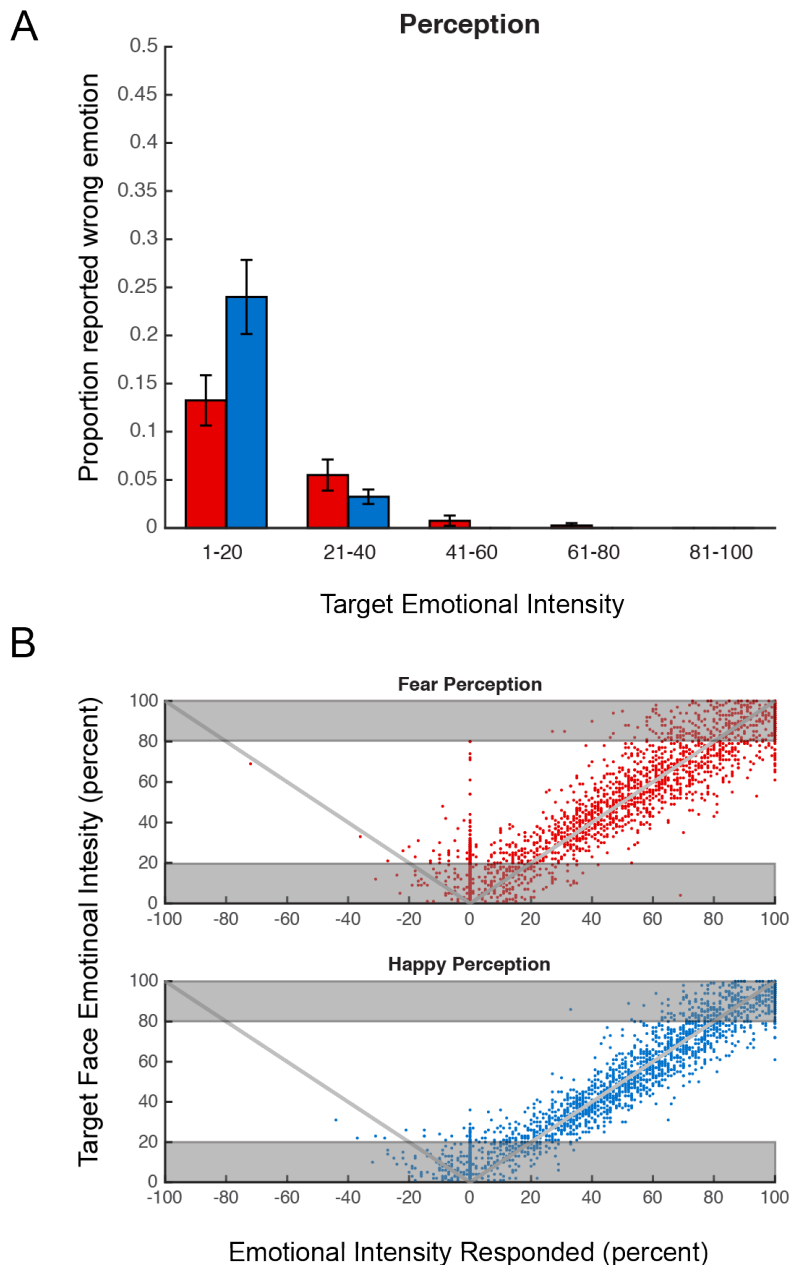 A
Perception
Proportion reported wrong emotion
0.5
0.45
0.4
0.35
0.3
0.25
0.2
0.15
0.1
0.05
0
1-20 21-40 41-60 61-80 81-100
Target Emotional Intensity
B
Target Face Emotinoal Intesity (percent)
Fear Perception
100
80
60
40
20
0
-100 -80 -60 -40 -20 0 20 40 60 80 100
Happy Perception
100
80
60
40
20
0
-100 -80 -60 -40 -20 0 20 40 60 80 100
Emotional Intensity Responded (percent)